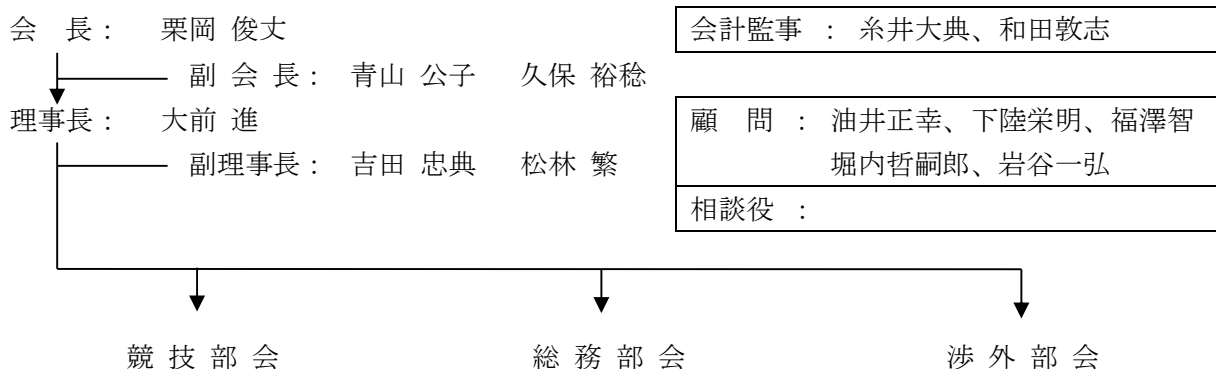 会　長： 栗岡 俊丈
会計監事 ： 糸井大典、和田敦志
副 会 長： 青山 公子　久保 裕稔
理事長： 大前 進
顧　問 ： 油井正幸、下陸栄明、福澤智
副理事長： 吉田 忠典　松林 繁
堀内哲嗣郎、岩谷一弘
相談役 ：
競 技 部 会　総 務 部 会　渉 外 部 会